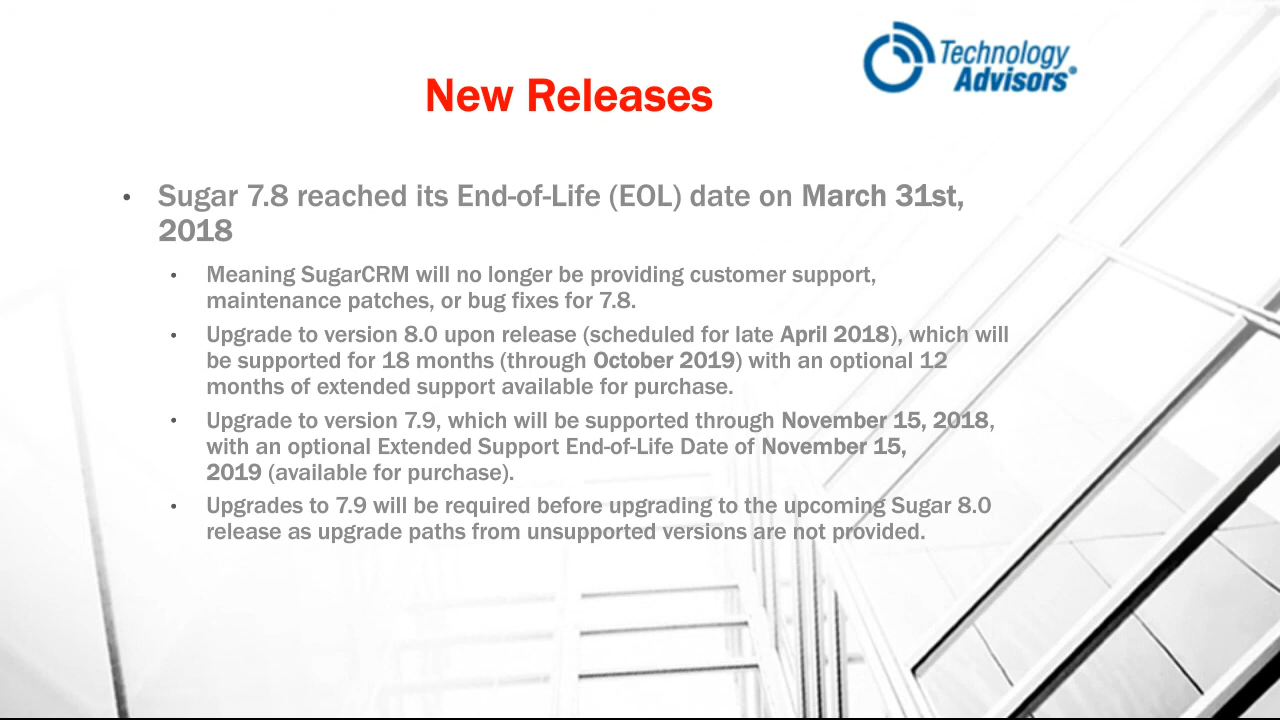 Technology
Advisors®
New Releases
• Sugar 7.8 reached its End-of-Life (EOL) date on March 31st,
2018
• Meaning SugarCRM will no longer be providing customer support,
maintenance patches, or bug fixes for 7.8.
• Upgrade to version 8.0 upon release (scheduled for late April 2018), which will
be supported for 18 months (through October 2019) with an optional 12
months of extended support available for purchase.
• Upgrade to version 7.9, which will be supported through November 15, 2018,
with an optional Extended Support End-of-Life Date of November 15,
2019 (available for purchase).
• Upgrades to 7.9 will be required before upgrading to the upcoming Sugar 8.0
release as upgrade paths from unsupported versions are not provided.